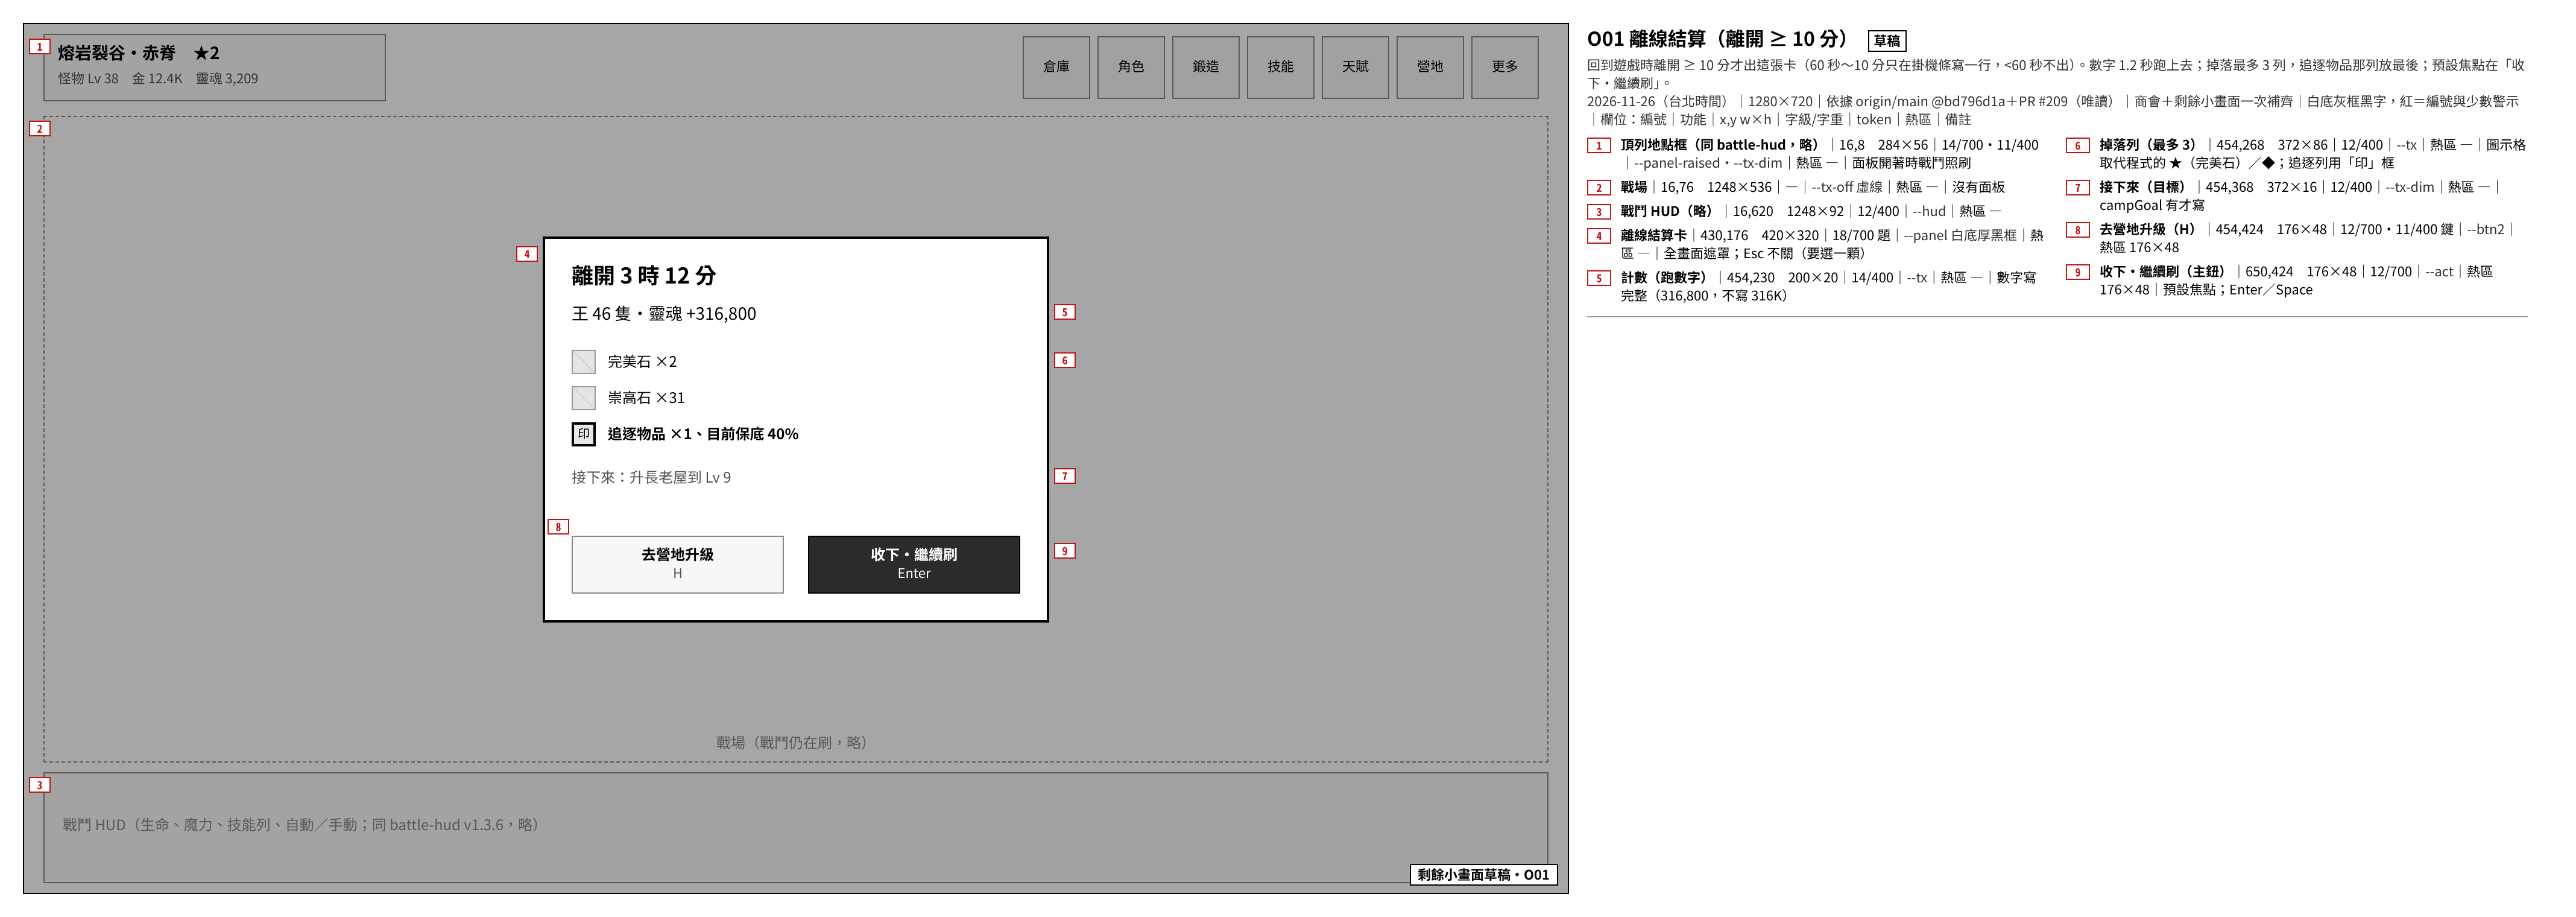 1
熔岩裂谷・赤脊　★2
怪物 Lv 38　金 12.4K　靈魂 3,209
倉庫
角色
鍛造
技能
天賦
營地
更多
2
4
離開 3 時 12 分
王 46 隻・靈魂 +316,800
5
完美石 ×2
6
崇高石 ×31
印
追逐物品 ×1、目前保底 40%
接下來：升長老屋到 Lv 9
7
8
去營地升級
H
收下・繼續刷
Enter
9
戰場（戰鬥仍在刷，略）
3
戰鬥 HUD（生命、魔力、技能列、自動／手動；同 battle-hud v1.3.6，略）
剩餘小畫面草稿・O01
O01 離線結算（離開 ≥ 10 分）
草稿
回到遊戲時離開 ≥ 10 分才出這張卡（60 秒～10 分只在掛機條寫一行，<60 秒不出）。數字 1.2 秒跑上去；掉落最多 3 列，追逐物品那列放最後；預設焦點在「收
下・繼續刷」。
2026-11-26（台北時間）｜1280×720｜依據 origin/main @bd796d1a＋PR #209（唯讀）｜商會＋剩餘小畫面一次補齊｜白底灰框黑字，紅＝編號與少數警示
｜欄位：編號｜功能｜x,y w×h｜字級/字重｜token｜熱區｜備註
1
頂列地點框（同 battle-hud，略）｜16,8　284×56｜14/700・11/400
｜--panel-raised・--tx-dim｜熱區 —｜面板開著時戰鬥照刷
2
戰場｜16,76　1248×536｜—｜--tx-off 虛線｜熱區 —｜沒有面板
3
戰鬥 HUD（略）｜16,620　1248×92｜12/400｜--hud｜熱區 —
4
離線結算卡｜430,176　420×320｜18/700 題｜--panel 白底厚黑框｜熱
區 —｜全畫面遮罩；Esc 不關（要選一顆）
5
計數（跑數字）｜454,230　200×20｜14/400｜--tx｜熱區 —｜數字寫
完整（316,800，不寫 316K）
6
掉落列（最多 3）｜454,268　372×86｜12/400｜--tx｜熱區 —｜圖示格
取代程式的 ★（完美石）／◆；追逐列用「印」框
7
接下來（目標）｜454,368　372×16｜12/400｜--tx-dim｜熱區 —｜
campGoal 有才寫
8
去營地升級（H）｜454,424　176×48｜12/700・11/400 鍵｜--btn2｜
熱區 176×48
9
收下・繼續刷（主鈕）｜650,424　176×48｜12/700｜--act｜熱區
176×48｜預設焦點；Enter／Space